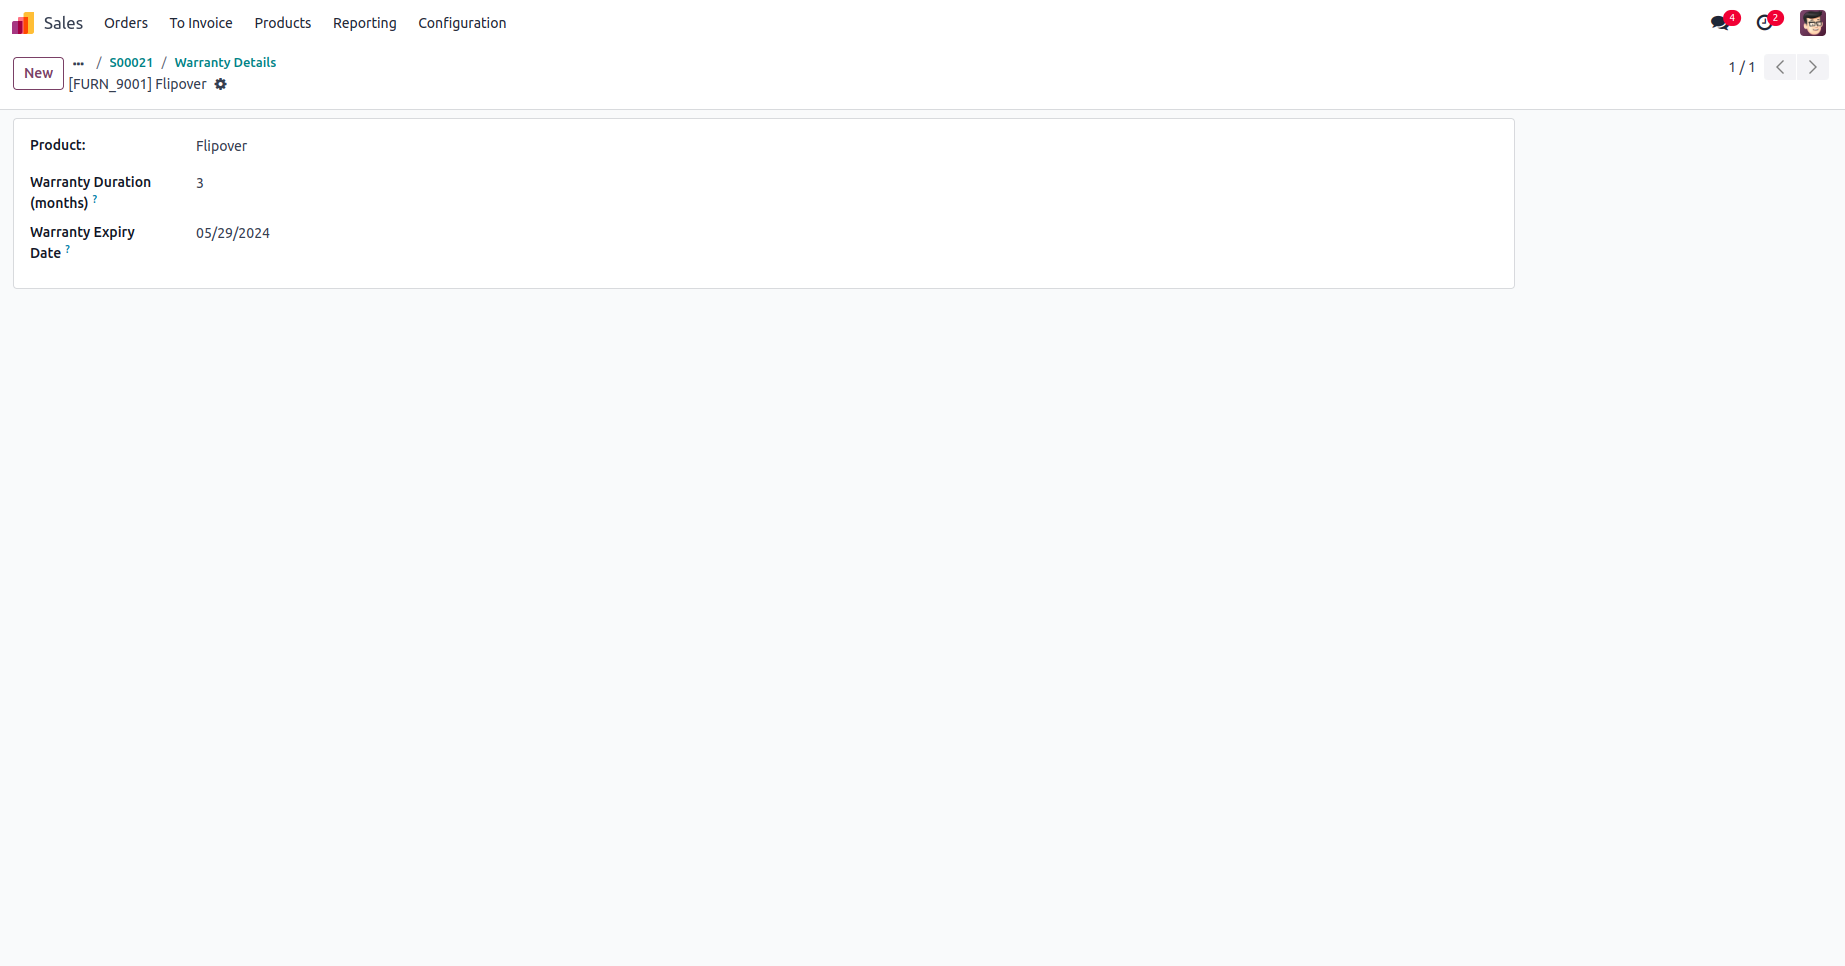 Sales Orders To Invoice Products Reporting Configuration 4 2
New ... / S00021 / Warranty Details
[FURN_9001] Flipover
1 / 1
Product: Flipover
Warranty Duration (months) ? 3
Warranty Expiry Date ? 05/29/2024